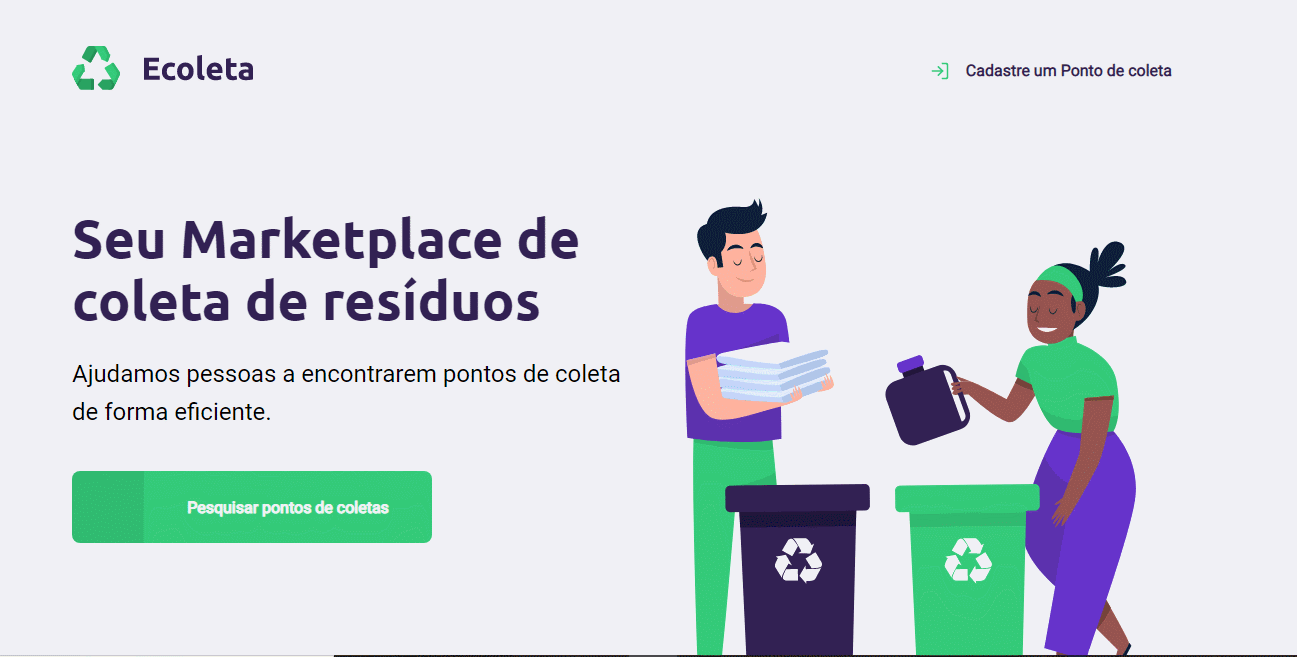 Ecoleta
Cadastre um Ponto de coleta
Seu Marketplace de
coleta de resíduos
Ajudamos pessoas a encontrarem pontos de coleta
de forma eficiente.
Pesquisar pontos de coletas